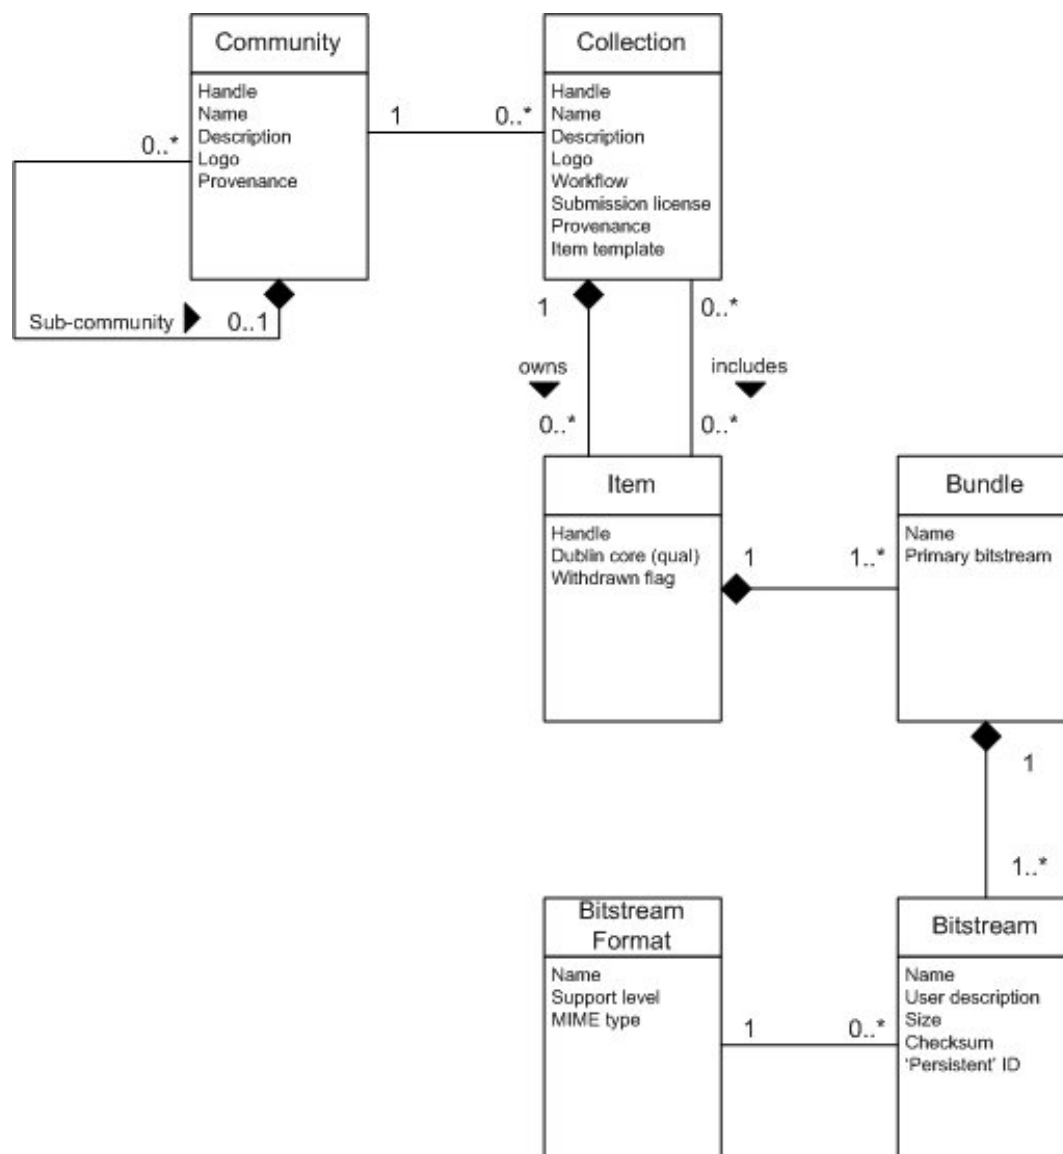 Community
Handle
Name
Description
Logo
Provenance
1
0..*
Collection
Handle
Name
Description
Logo
Workflow
Submission license
Provenance
Item template
0..*
Sub-community
0..1
1
0..*
owns
includes
0..*
0..*
Item
Handle
Dublin core (qual)
Withdrawn flag
1
1..*
Bundle
Name
Primary bitstream
1
1..*
Bitstream
Format
Name
Support level
MIME type
1
0..*
Bitstream
Name
User description
Size
Checksum
‘Persistent’ ID